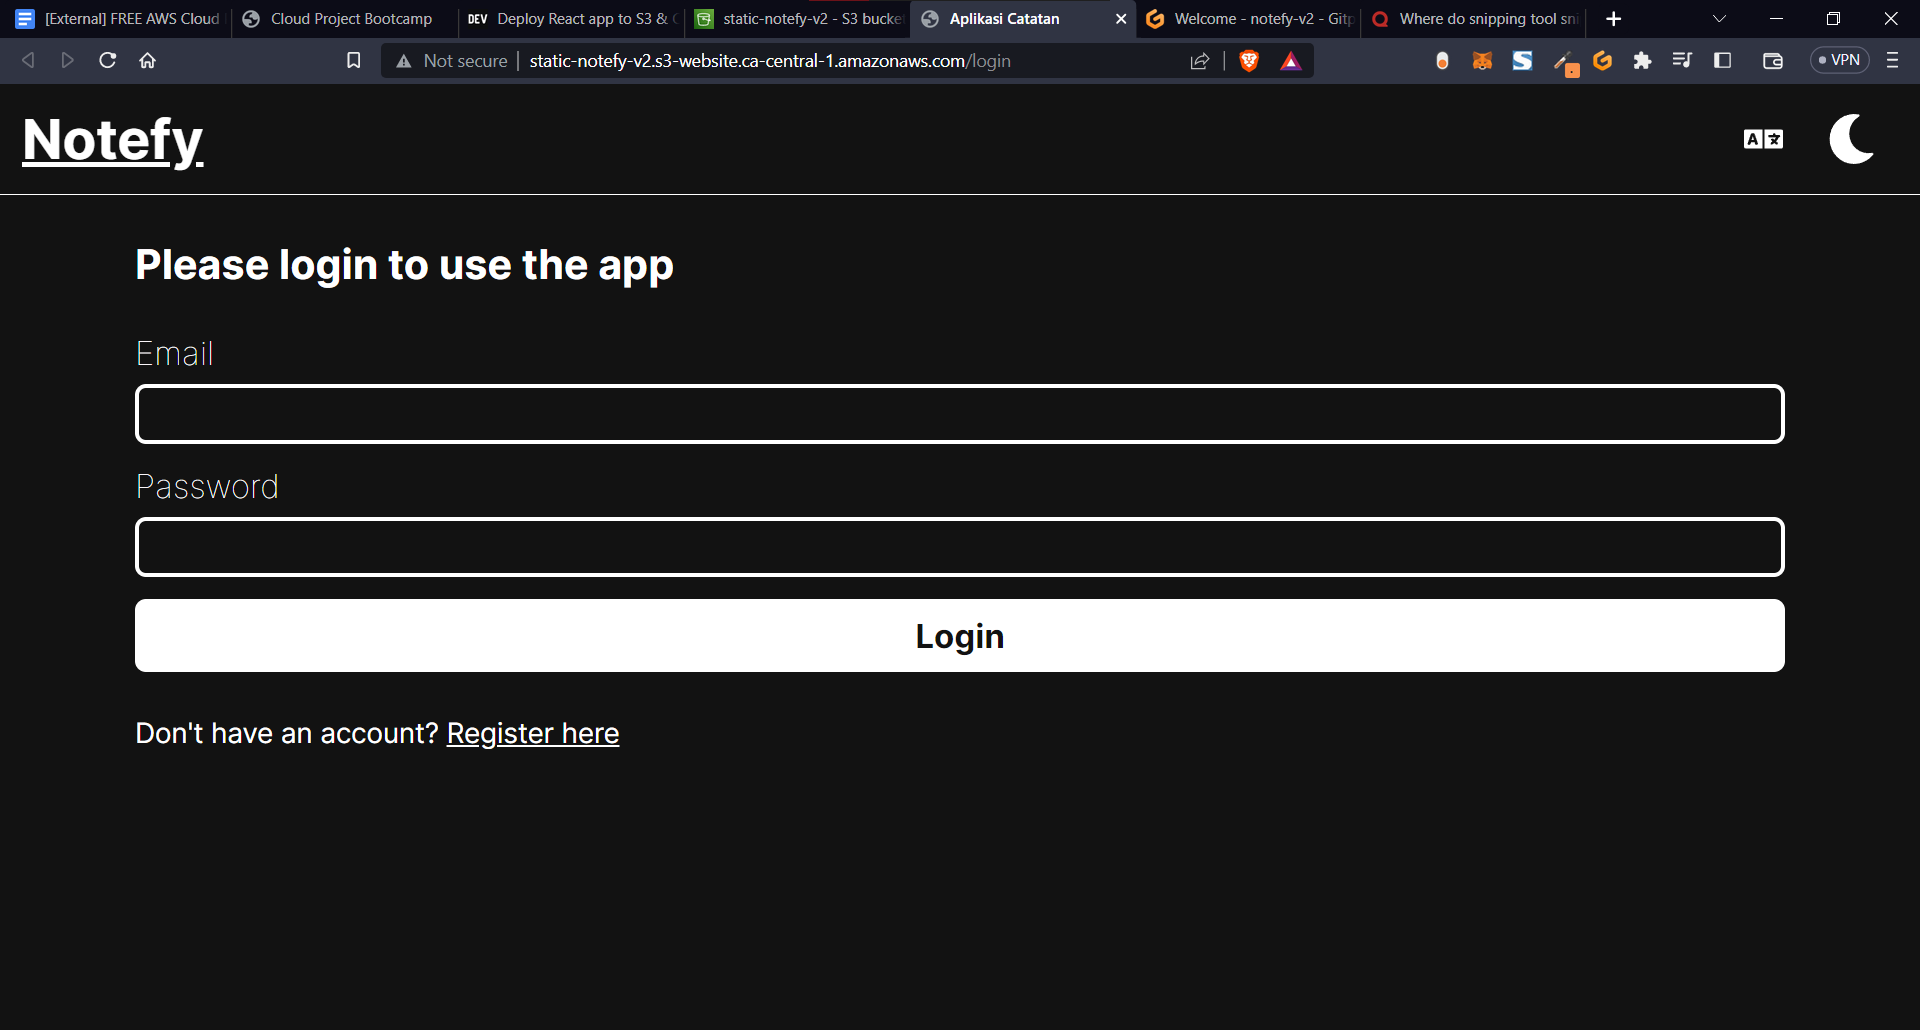 [External] FREE AWS Cloud
Cloud Project Bootcamp
DEV Deploy React app to S3 &
static-notefy-v2 - S3 bucke
Aplikasi Catatan
Welcome - notefy-v2 - Gitp
Where do snipping tool sni
Not secure static-notefy-v2.s3-website.ca-central-1.amazonaws.com/login
VPN
Notefy
A文
Please login to use the app
Email
Password
Login
Don't have an account? Register here